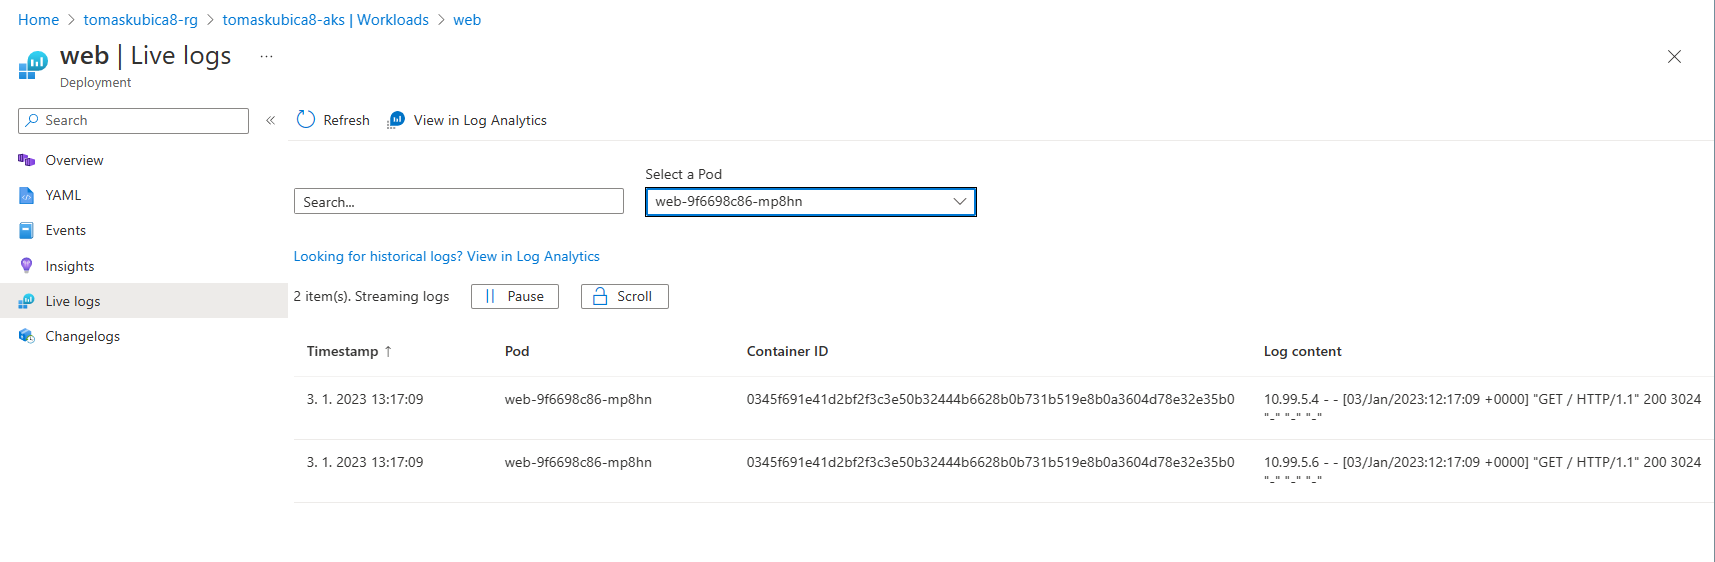 Home > tomaskubica8-rg > tomaskubica8-aks | Workloads > web
web | Live logs ...
Deployment
Search
«
Refresh
View in Log Analytics
Overview
YAML
Events
Insights
Live logs
Changelogs
Select a Pod
Search...
web-9f6698c86-mp8hn
Looking for historical logs? View in Log Analytics
2 item(s). Streaming logs
Pause
Scroll
Timestamp ↑ Pod Container ID Log content
3. 1. 2023 13:17:09 web-9f6698c86-mp8hn 0345f691e41d2bf2f3c3e50b32444b6628b0b731b519e8b0a3604d78e32e35b0 10.99.5.4 - - [03/Jan/2023:12:17:09 +0000] "GET / HTTP/1.1" 200 3024
"-" "-" "-"
3. 1. 2023 13:17:09 web-9f6698c86-mp8hn 0345f691e41d2bf2f3c3e50b32444b6628b0b731b519e8b0a3604d78e32e35b0 10.99.5.6 - - [03/Jan/2023:12:17:09 +0000] "GET / HTTP/1.1" 200 3024
"-" "-" "-"